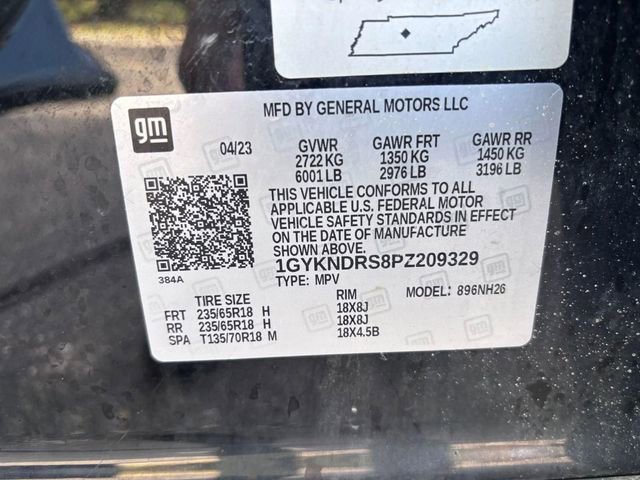 MFD BY GENERAL MOTORS LLC
gm
04/23 GVWR GAWR FRT GAWR RR
2722 KG 1350 KG 1450 KG
6001 LB 2976 LB 3196 LB
THIS VEHICLE CONFORMS TO ALL
APPLICABLE U.S. FEDERAL MOTOR
VEHICLE SAFETY STANDARDS IN EFFECT
ON THE DATE OF MANUFACTURE
SHOWN ABOVE.
1GYKNDRS8PZ209329
384A
TYPE: MPV MODEL: 896NH26
TIRE SIZE RIM
FRT 235/65R18 H 18X8J
RR 235/65R18 H 18X8J
SPA T135/70R18 M 18X4.5B